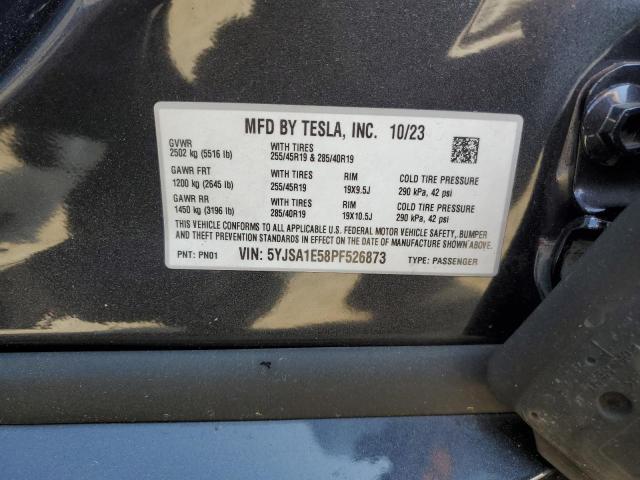 MFD BY TESLA, INC. 10/23
GVWR WITH TIRES
2502 kg (5516 lb) 255/45R19 & 285/40R19
GAWR FRT WITH TIRES RIM COLD TIRE PRESSURE
1200 kg (2645 lb) 255/45R19 19X9.5J 290 kPa, 42 psi
GAWR RR WITH TIRES RIM COLD TIRE PRESSURE
1450 kg (3196 lb) 285/40R19 19X10.5J 290 kPa, 42 psi
THIS VEHICLE CONFORMS TO ALL APPLICABLE U.S. FEDERAL MOTOR VEHICLE SAFETY, BUMPER
AND THEFT PREVENTION STANDARDS IN EFFECT ON THE DATE OF MANUFACTURE SHOWN ABOVE.
PNT: PN01 VIN: 5YJSA1E58PF526873 TYPE: PASSENGER